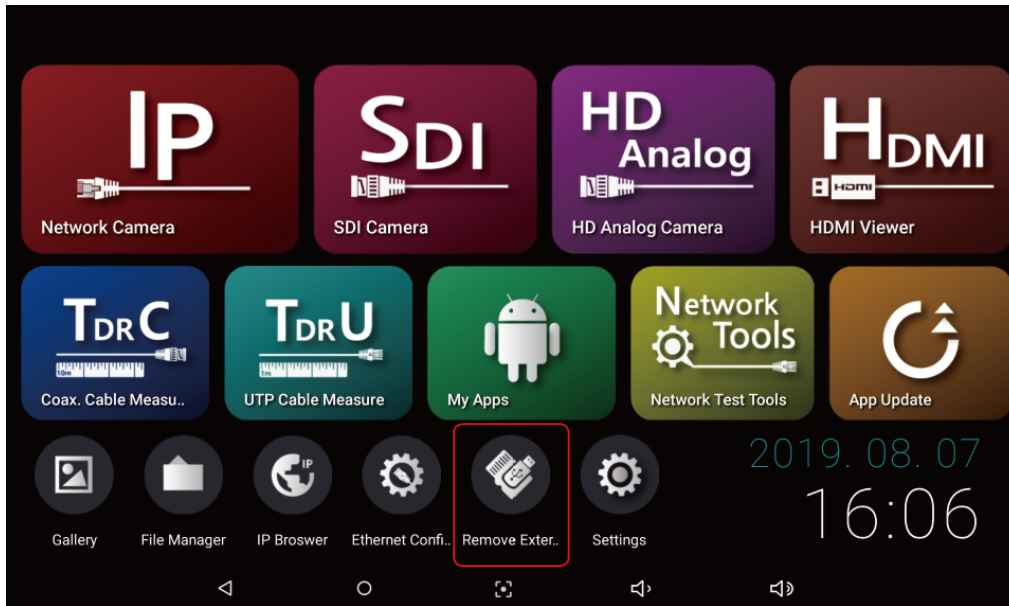 IP
Network Camera
SDI
SDI Camera
HD
Analog
HD Analog Camera
HDMI
HDMI
HDMI Viewer
TDR C
10m
Coax. Cable Measu..
TDR U
1m
UTP Cable Measure
My Apps
Network
Tools
Network Test Tools
App Update
Gallery
File Manager
IP
IP Broswer
Ethernet Confi..
Remove Exter..
Settings
2019. 08. 07
16:06